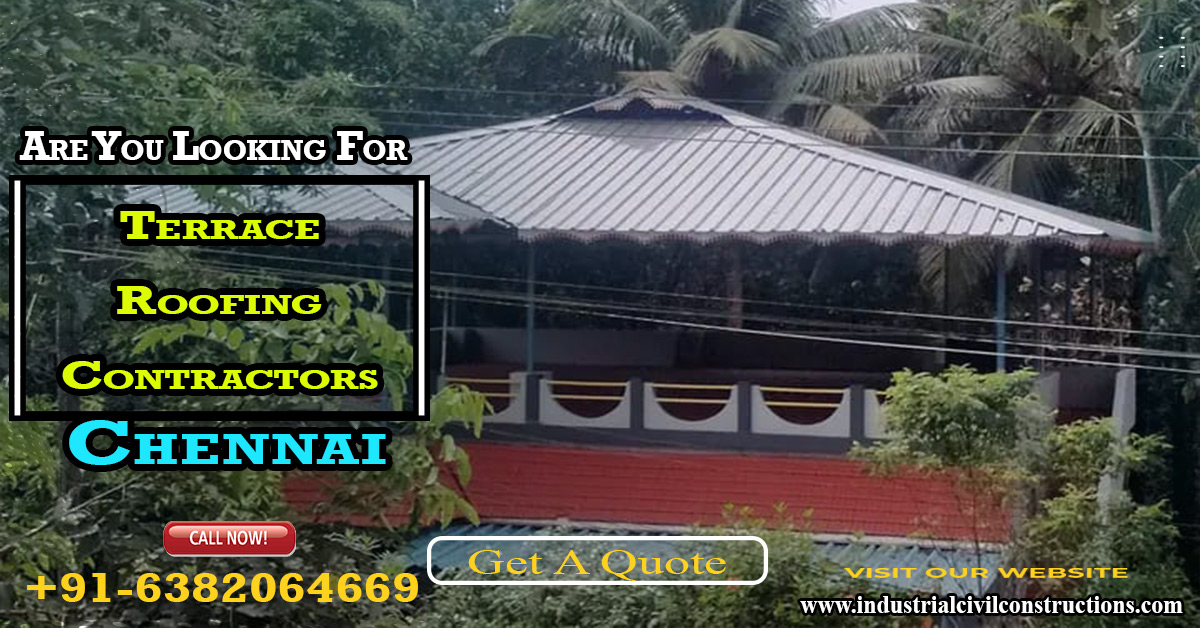 Are You Looking For
Terrace
Roofing
Contractors
Chennai
CALL NOW!
+91-6382064669
Get A Quote
VISIT OUR WEBSITE
www.industrialcivilconstructions.com